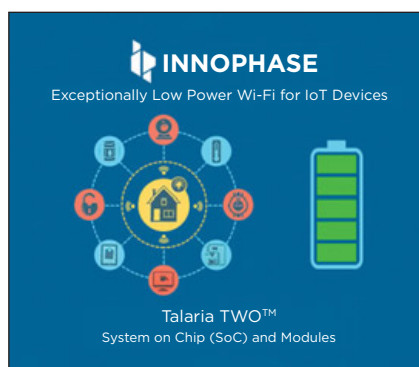 INNOPHASE
Exceptionally Low Power Wi-Fi for IoT Devices
Talaria TWO™
System on Chip (SoC) and Modules